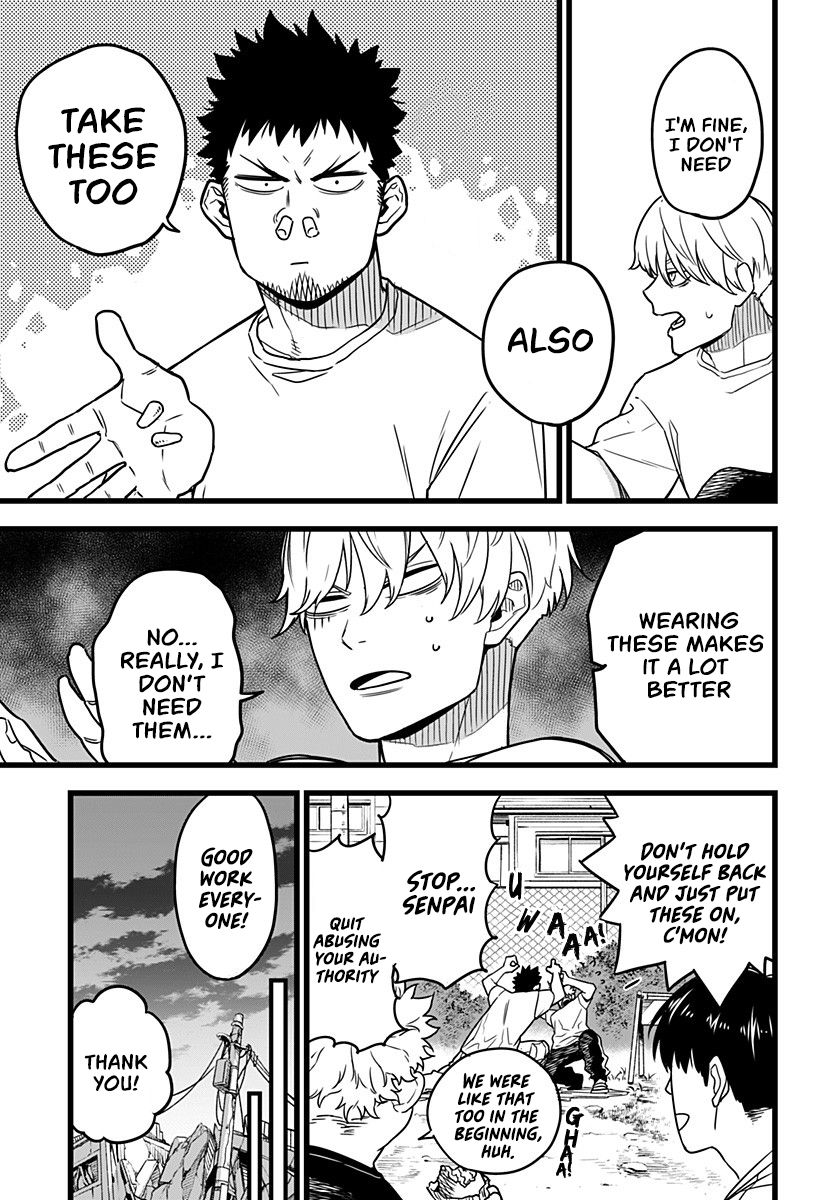 I'M FINE,
I DON'T
NEED
ALSO
TAKE
THESE
TOO
WEARING
THESE MAKES
IT A LOT
BETTER
NO...
REALLY, I
DON'T
NEED
THEM...
DON'T HOLD
YOURSELF BACK
AND JUST PUT
THESE ON,
C'MON!
UWAAA!
STOP...
SENPAI
QUIT
ABUSING
YOUR AU-
THORITY
WE WERE
LIKE THAT
TOO IN THE
BEGINNING,
HUH.
GHAA!
GOOD
WORK
EVERY-
ONE!
THANK
YOU!